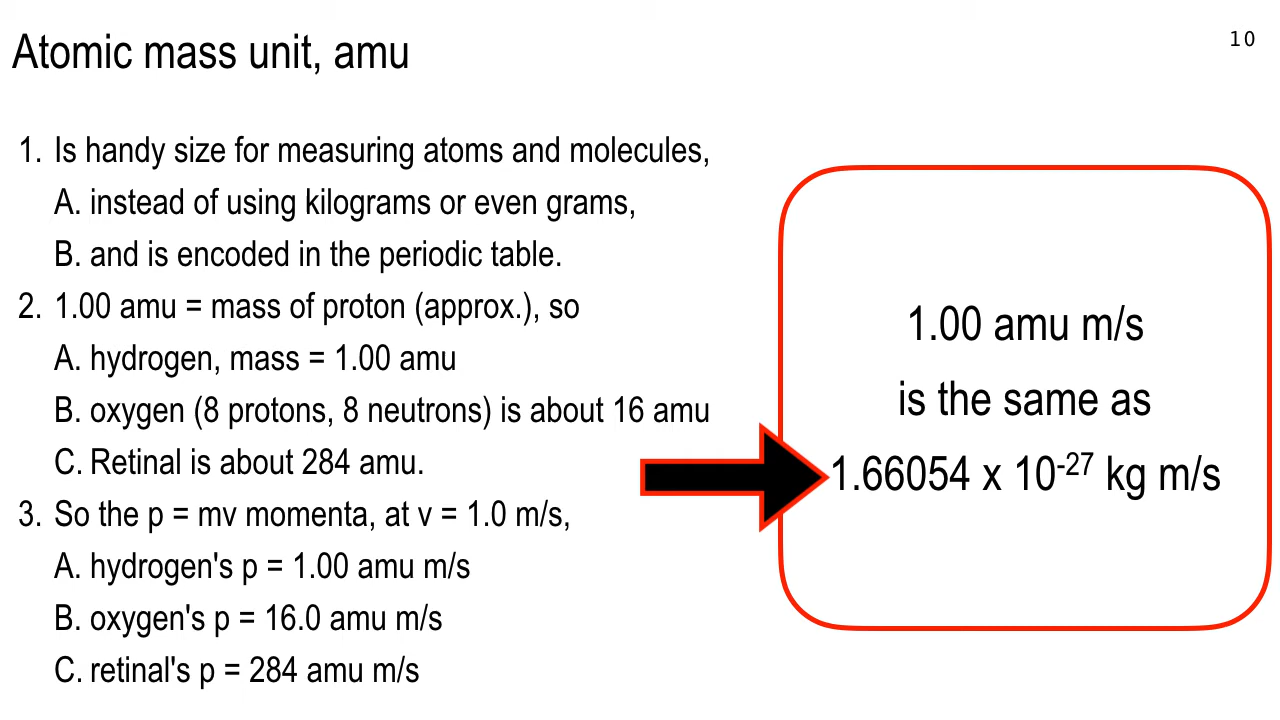 Atomic mass unit, amu
10
1. Is handy size for measuring atoms and molecules,
A. instead of using kilograms or even grams,
B. and is encoded in the periodic table.
2. 1.00 amu = mass of proton (approx.), so
A. hydrogen, mass = 1.00 amu
B. oxygen (8 protons, 8 neutrons) is about 16 amu
C. Retinal is about 284 amu.
3. So the p = mv momenta, at v = 1.0 m/s,
A. hydrogen's p = 1.00 amu m/s
B. oxygen's p = 16.0 amu m/s
C. retinal's p = 284 amu m/s
1.00 amu m/s
is the same as
1.66054 x 10⁻²⁷ kg m/s